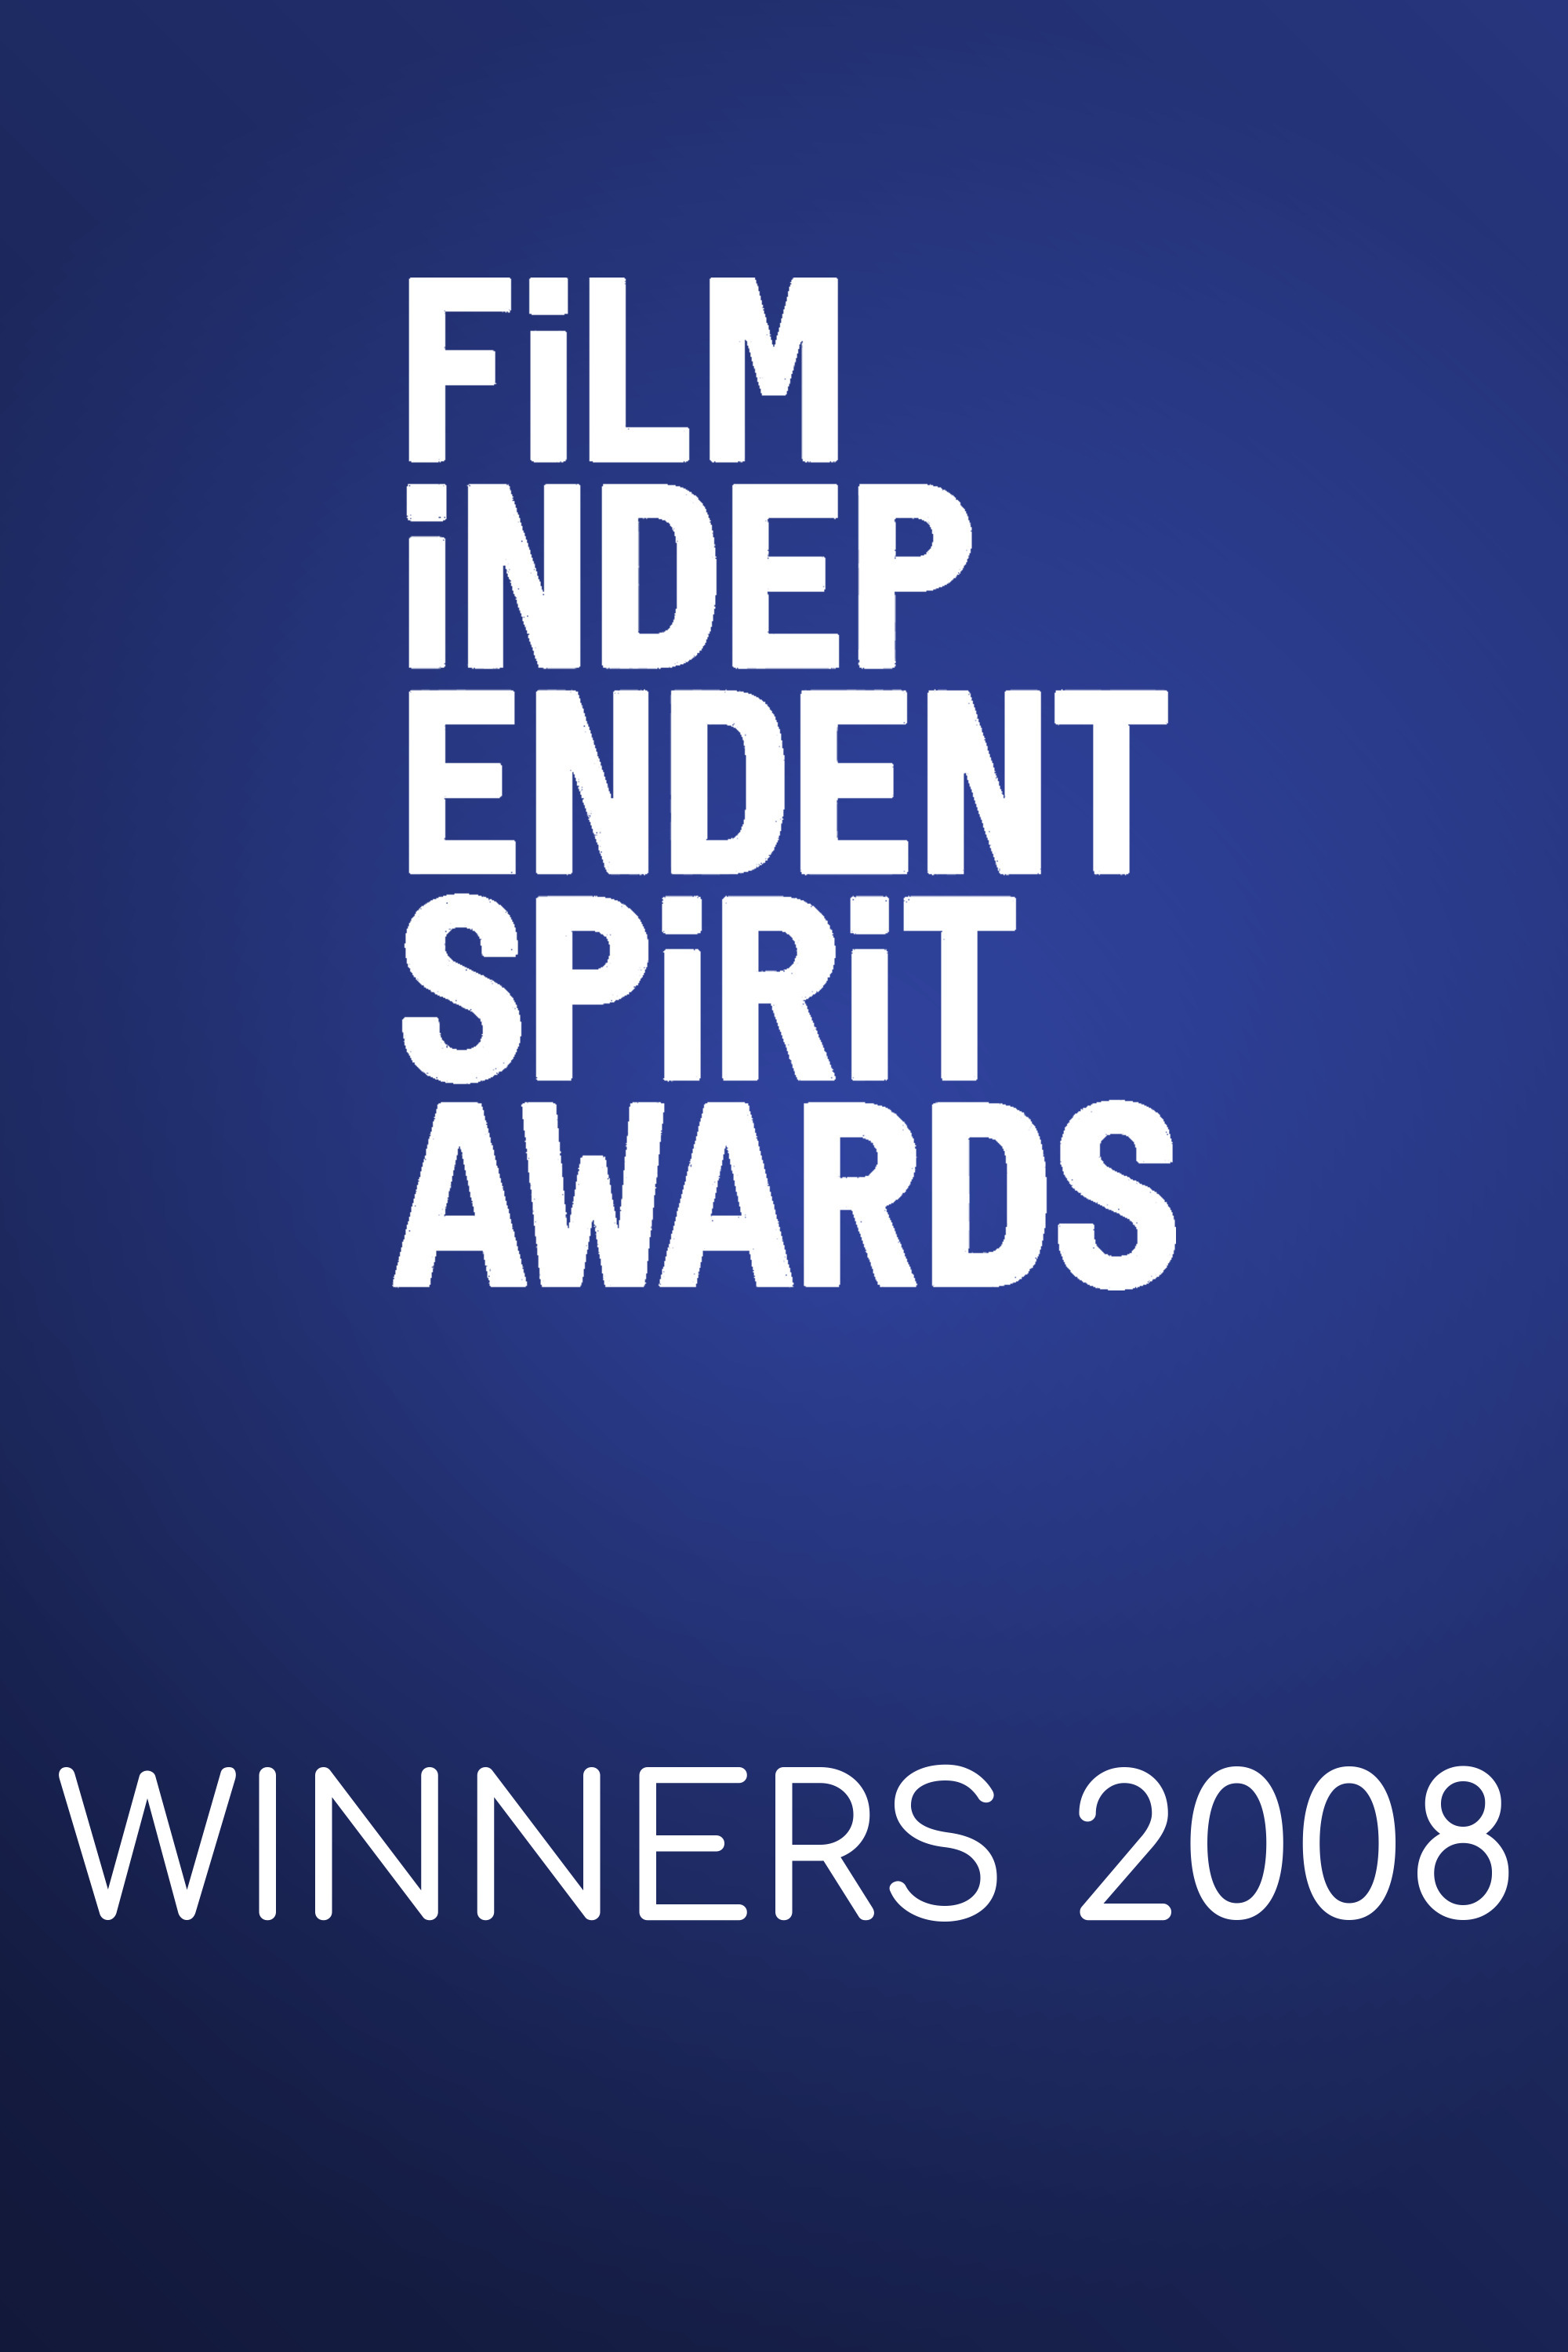 FiLM
iNDEP
ENDENT
SPiRiT
AWARDS
WINNERS 2008